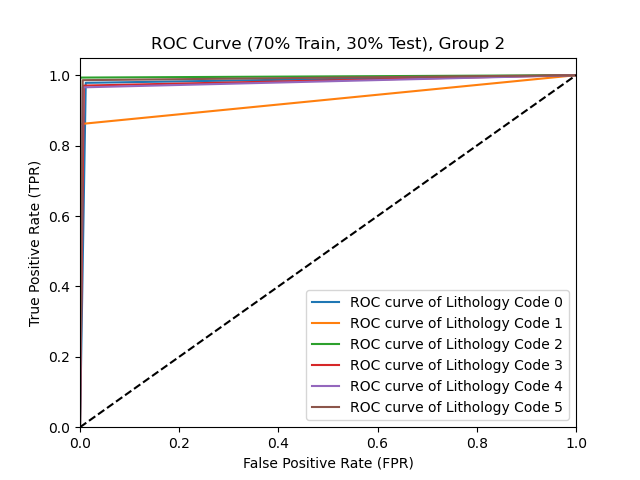 ROC Curve (70% Train, 30% Test), Group 2
True Positive Rate (TPR)
1.0
0.8
0.6
0.4
0.2
0.0
ROC curve of Lithology Code 0
ROC curve of Lithology Code 1
ROC curve of Lithology Code 2
ROC curve of Lithology Code 3
ROC curve of Lithology Code 4
ROC curve of Lithology Code 5
0.0 0.2 0.4 0.6 0.8 1.0
False Positive Rate (FPR)